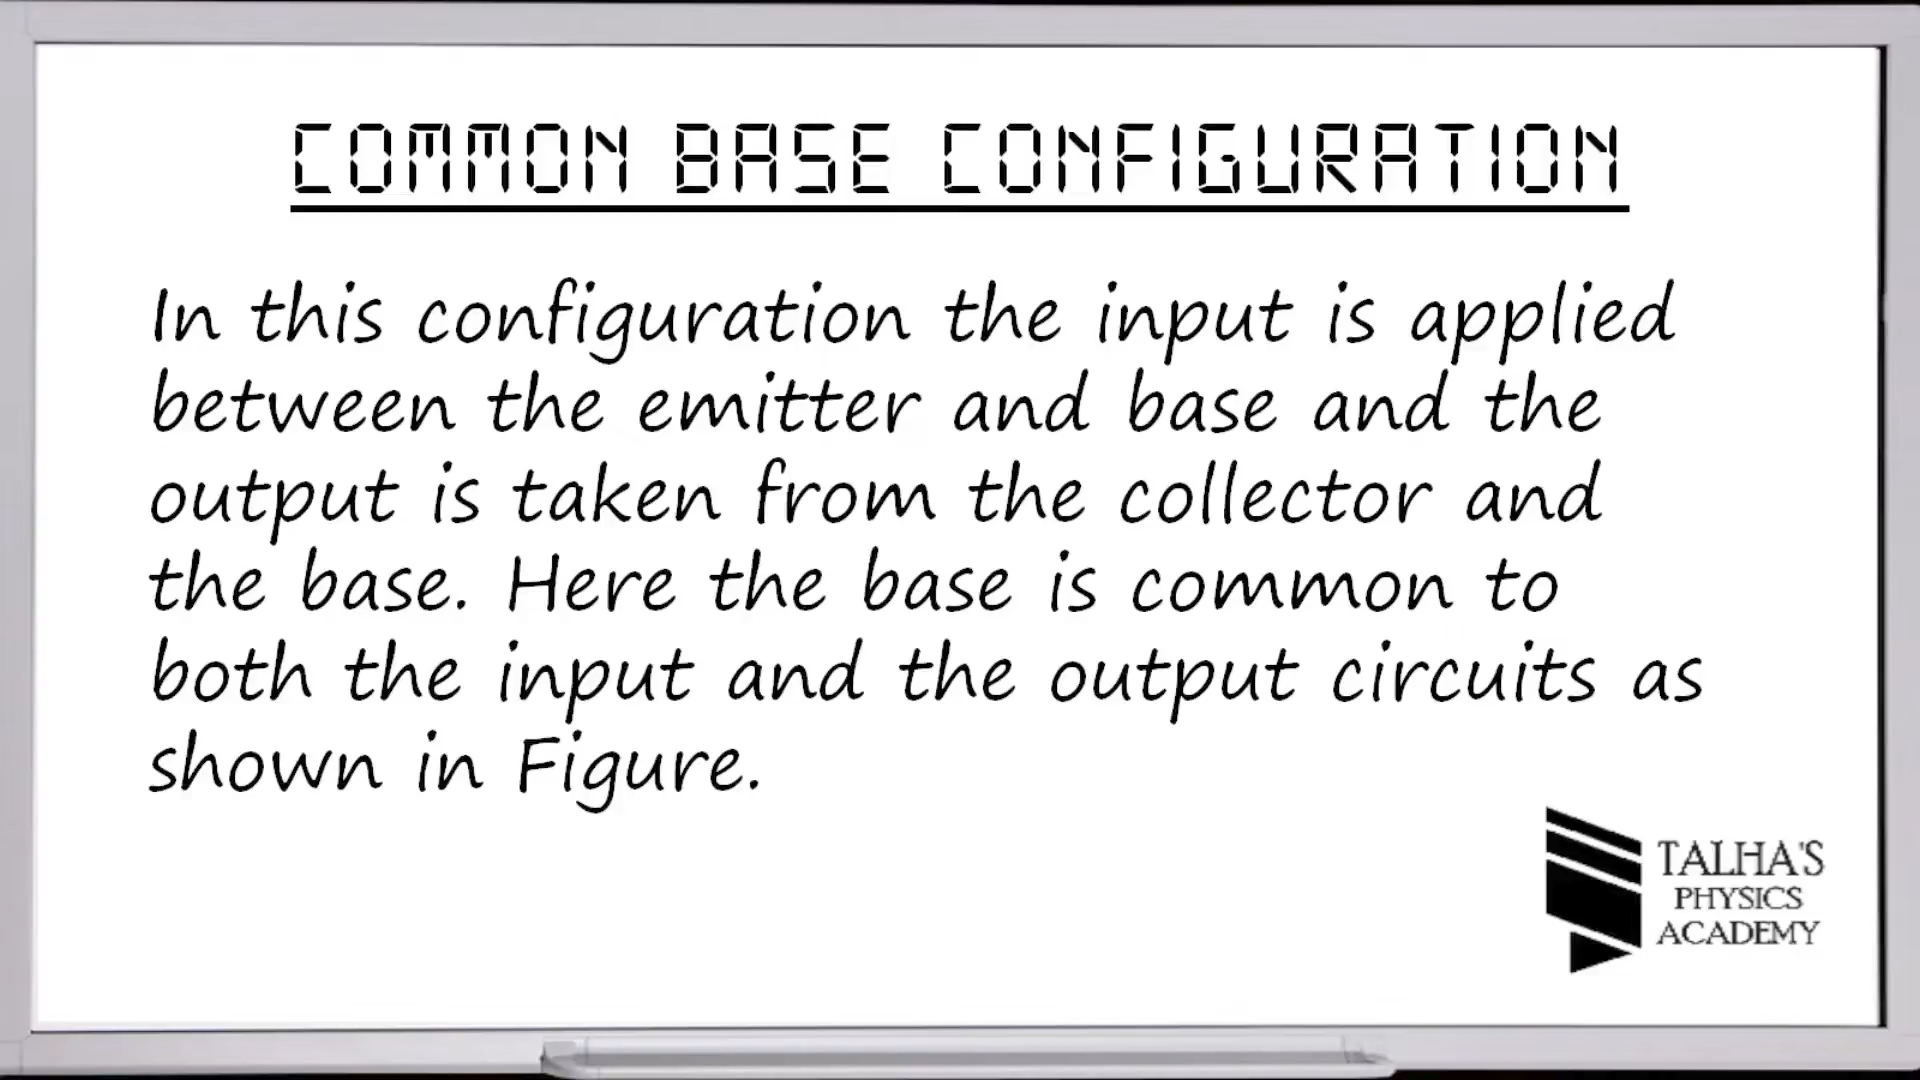 COMMON BASE CONFIGURATION
In this configuration the input is applied
between the emitter and base and the
output is taken from the collector and
the base. Here the base is common to
both the input and the output circuits as
shown in Figure.
TALHA'S
PHYSICS
ACADEMY